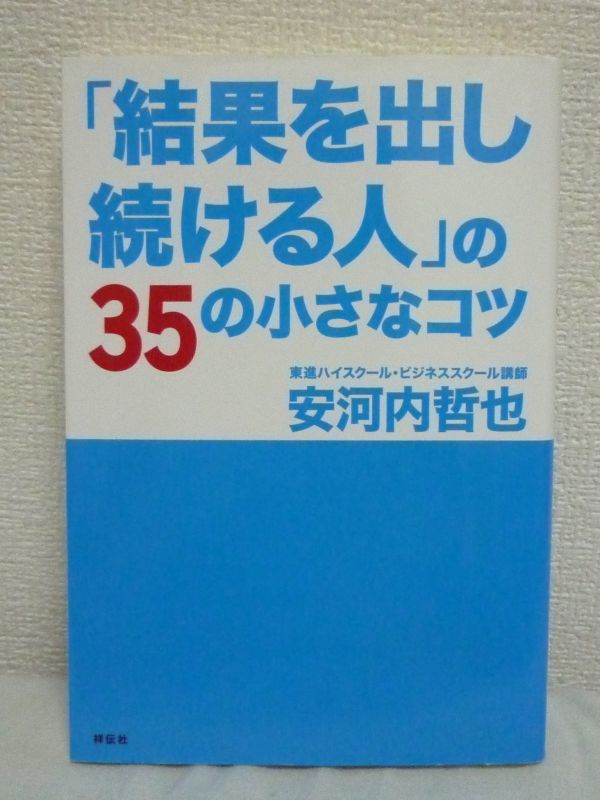 「結果を出し
続ける人」の
35の小さなコツ
東進ハイスクール・ビジネススクール講師
安河内哲也
祥伝社